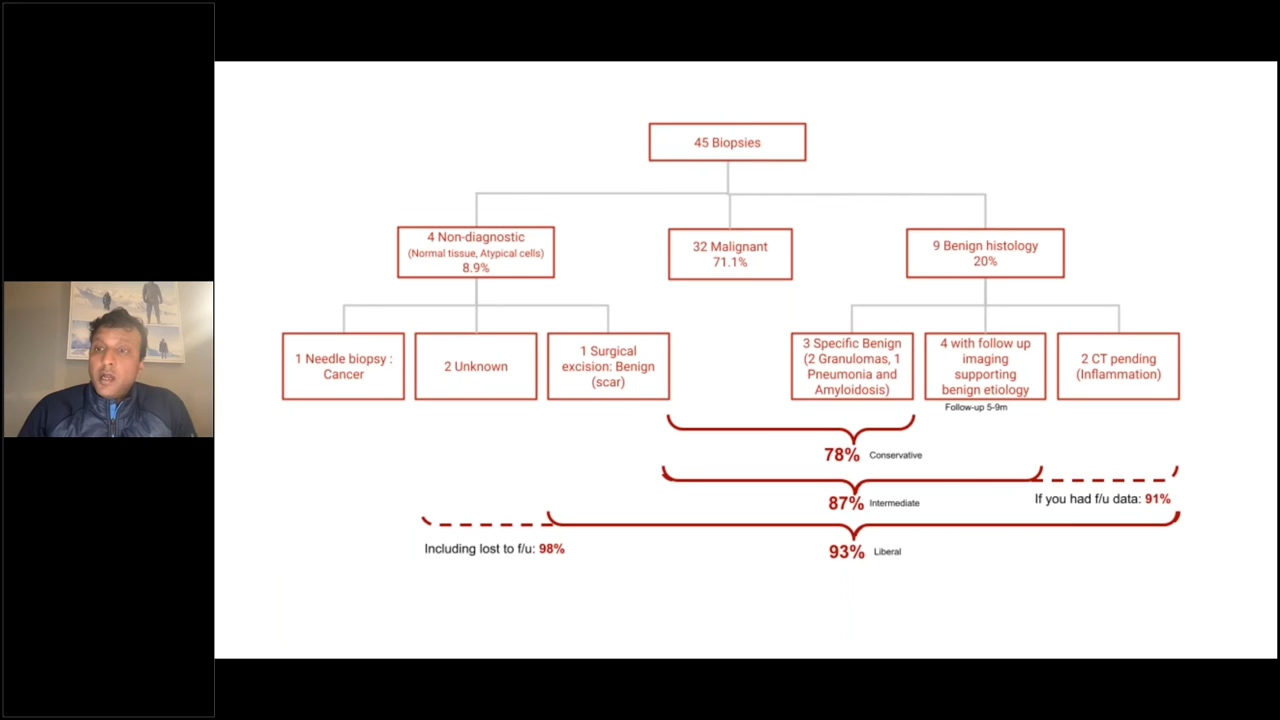 45 Biopsies
4 Non-diagnostic
(Normal tissue, Atypical cells)
8.9%
32 Malignant
71.1%
9 Benign histology
20%
1 Needle biopsy :
Cancer
2 Unknown
1 Surgical
excision: Benign
(scar)
3 Specific Benign
(2 Granulomas, 1
Pneumonia and
Amyloidosis)
4 with follow up
imaging
supporting
benign etiology
2 CT pending
(Inflammation)
Follow-up 5-9m
78% Conservative
87% Intermediate
If you had f/u data: 91%
Including lost to f/u: 98%
93% Liberal